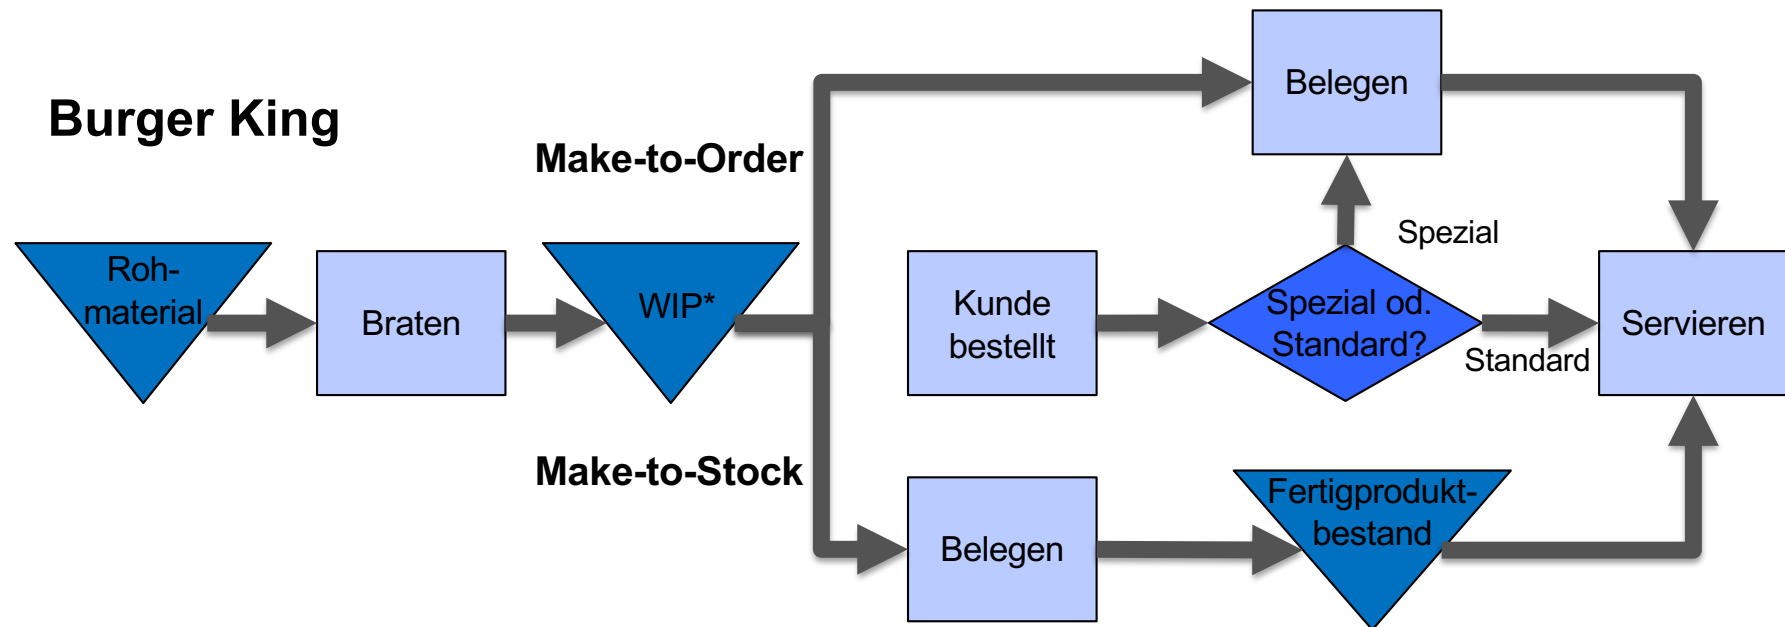 Burger King
Make-to-Order
Belegen
Spezial
Roh-
material
Braten
WIP*
Kunde
bestellt
Spezial od.
Standard?
Standard
Servieren
Make-to-Stock
Belegen
Fertigprodukt-
bestand